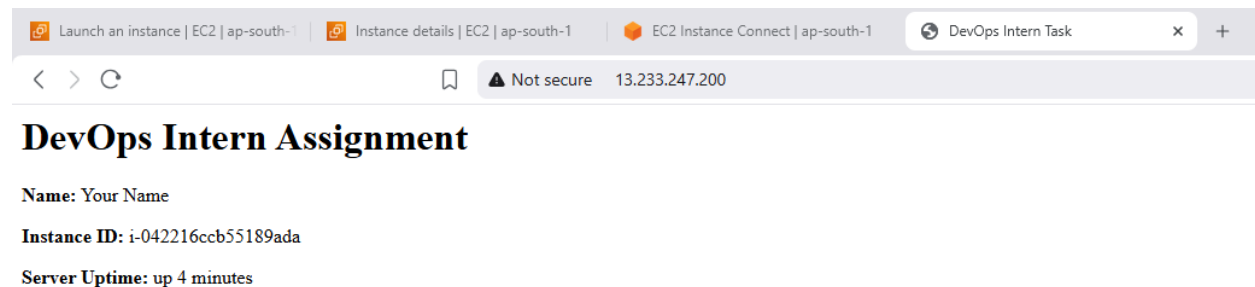 Launch an instance | EC2 | ap-south-1
Instance details | EC2 | ap-south-1
EC2 Instance Connect | ap-south-1
DevOps Intern Task
Not secure 13.233.247.200
DevOps Intern Assignment
Name: Your Name
Instance ID: i-042216ccb55189ada
Server Uptime: up 4 minutes